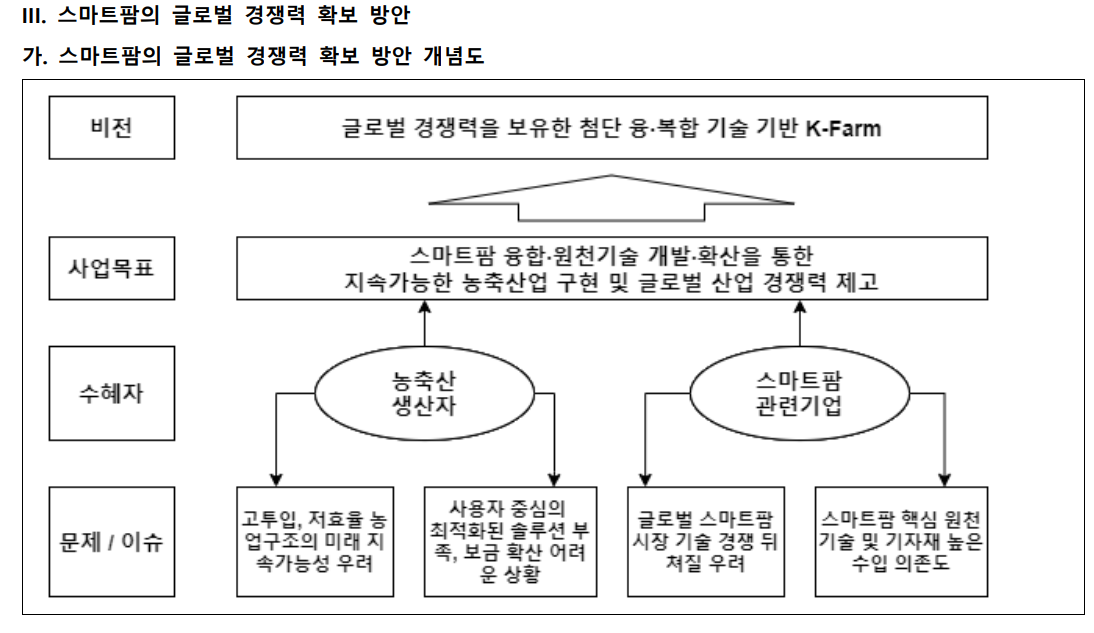 III. 스마트팜의 글로벌 경쟁력 확보 방안
가. 스마트팜의 글로벌 경쟁력 확보 방안 개념도
비전
글로벌 경쟁력을 보유한 첨단 융·복합 기술 기반 K-Farm
사업목표
스마트팜 융합·원천기술 개발·확산을 통한
지속가능한 농축산업 구현 및 글로벌 산업 경쟁력 제고
수혜자
농축산
생산자
스마트팜
관련기업
문제 / 이슈
고투입, 저효율 농
업구조의 미래 지
속가능성 우려
사용자 중심의
최적화된 솔루션 부
족, 보금 확산 어려
운 상황
글로벌 스마트팜
시장 기술 경쟁 뒤
쳐질 우려
스마트팜 핵심 원천
기술 및 기자재 높은
수입 의존도